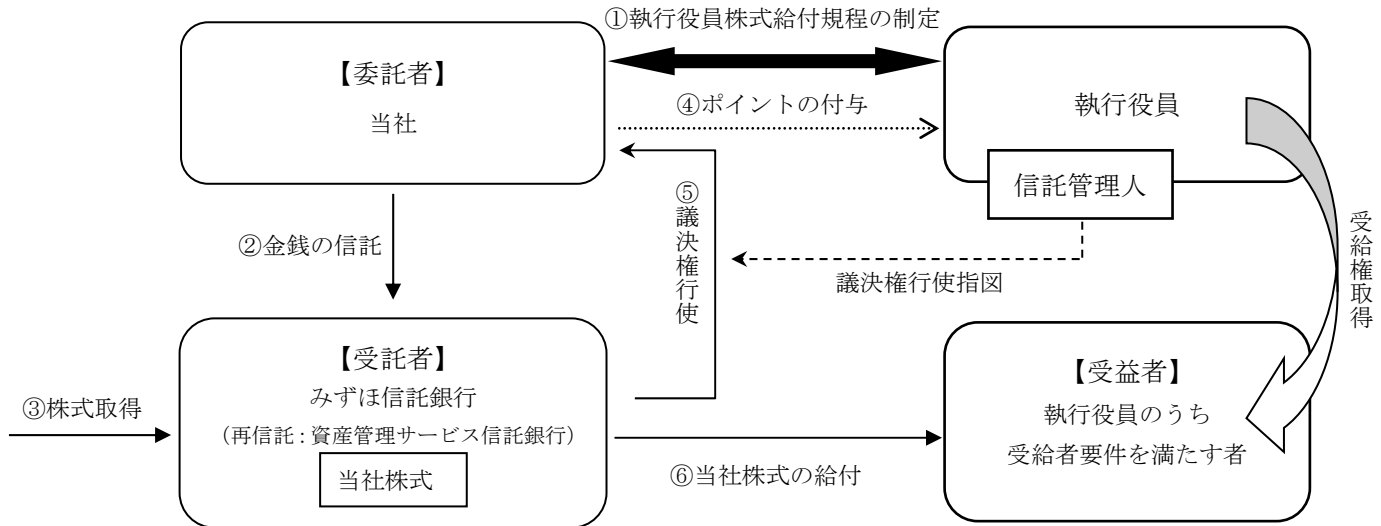 ①執行役員株式給付規程の制定
【委託者】
当社
④ポイントの付与
執行役員
信託管理人
②金銭の信託
⑤議決権行使
議決権行使指図
受給権取得
【受託者】
みずほ信託銀行
（再信託：資産管理サービス信託銀行）
当社株式
③株式取得
⑥当社株式の給付
【受益者】
執行役員のうち
受給者要件を満たす者